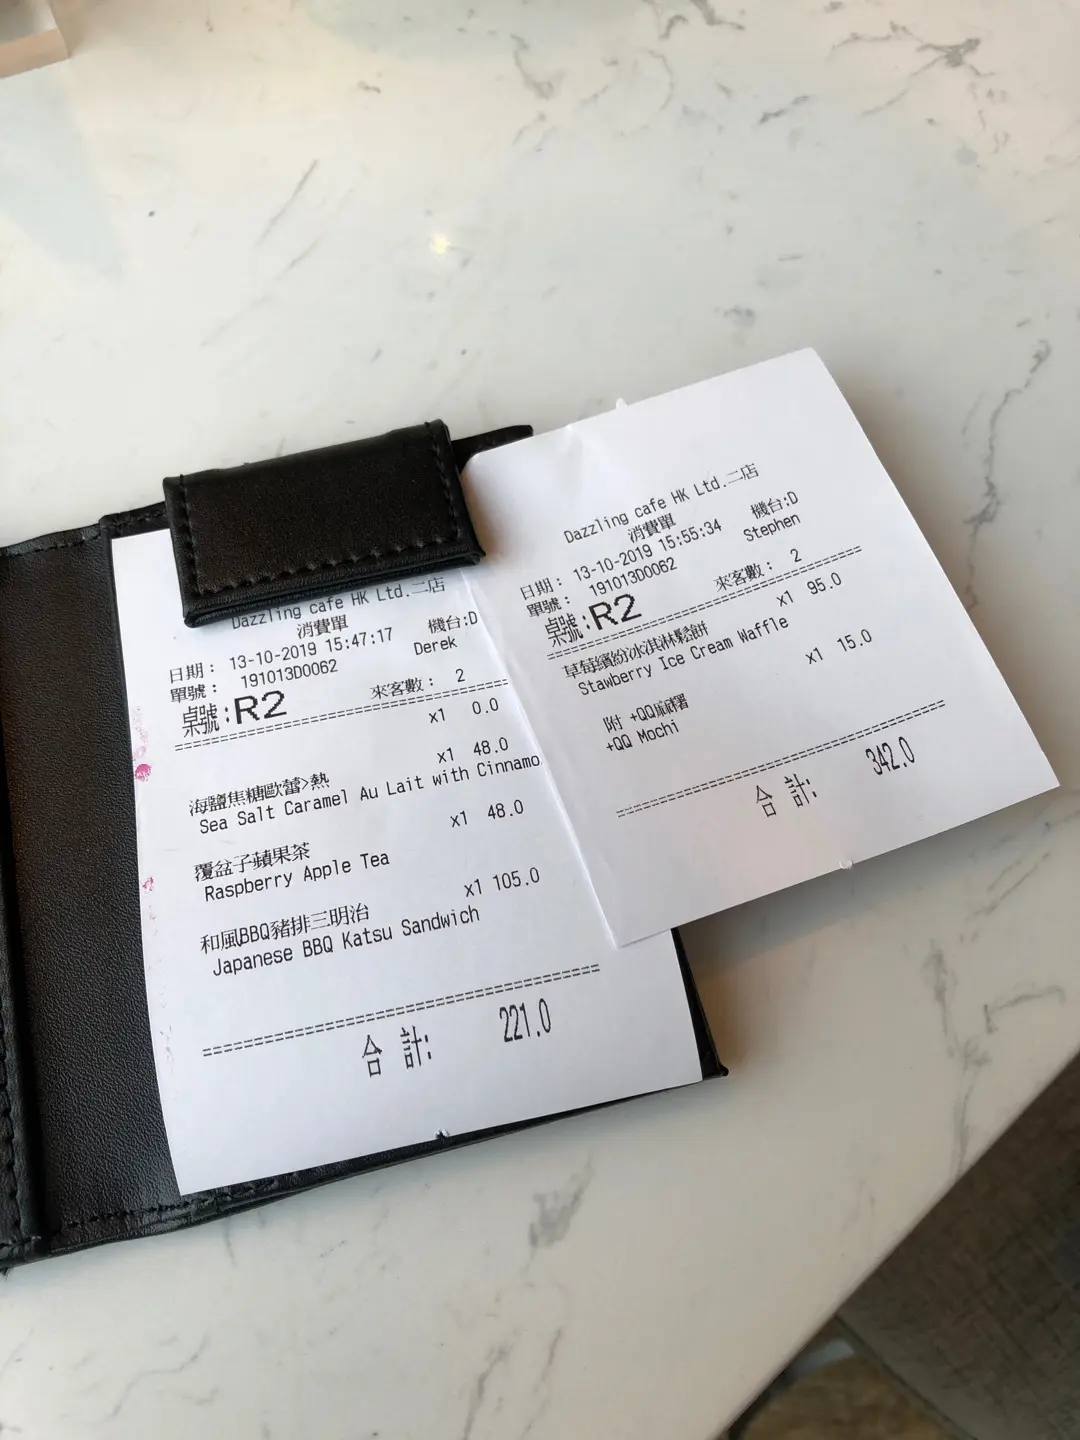 Dazzling cafe HK Ltd.二店
消費單
日期： 13-10-2019 15:47:17 機台:D
單號： 191013D0062 Derek
桌號:R2 來客數： 2
x1 0.0
x1 48.0
海鹽焦糖歐蕾>熱
Sea Salt Caramel Au Lait with Cinnamo
x1 48.0
覆盆子蘋果茶
Raspberry Apple Tea
x1 105.0
和風BBQ豬排三明治
Japanese BBQ Katsu Sandwich
合 計: 221.0
Dazzling cafe HK Ltd.二店
消費單
日期： 13-10-2019 15:55:34 機台:D
單號： 191013D0062 Stephen
桌號:R2 來客數： 2
x1 95.0
草莓繽紛冰淇淋鬆餅
Stawberry Ice Cream Waffle
x1 15.0
附 +QQ麻糬
+QQ Mochi
合 計: 342.0